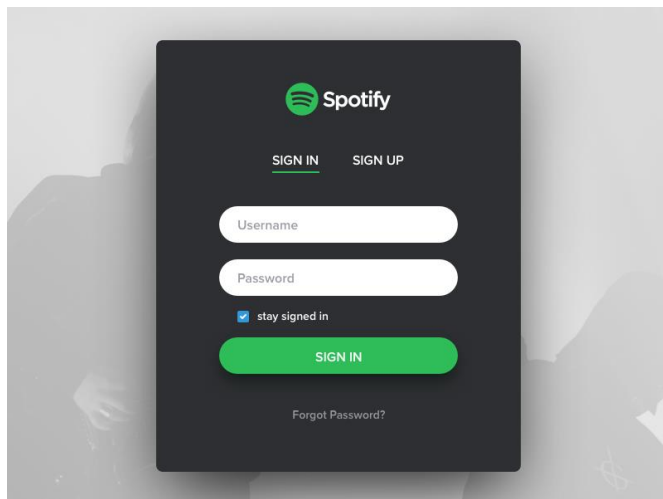 Spotify
SIGN IN SIGN UP
Username
Password
stay signed in
SIGN IN
Forgot Password?